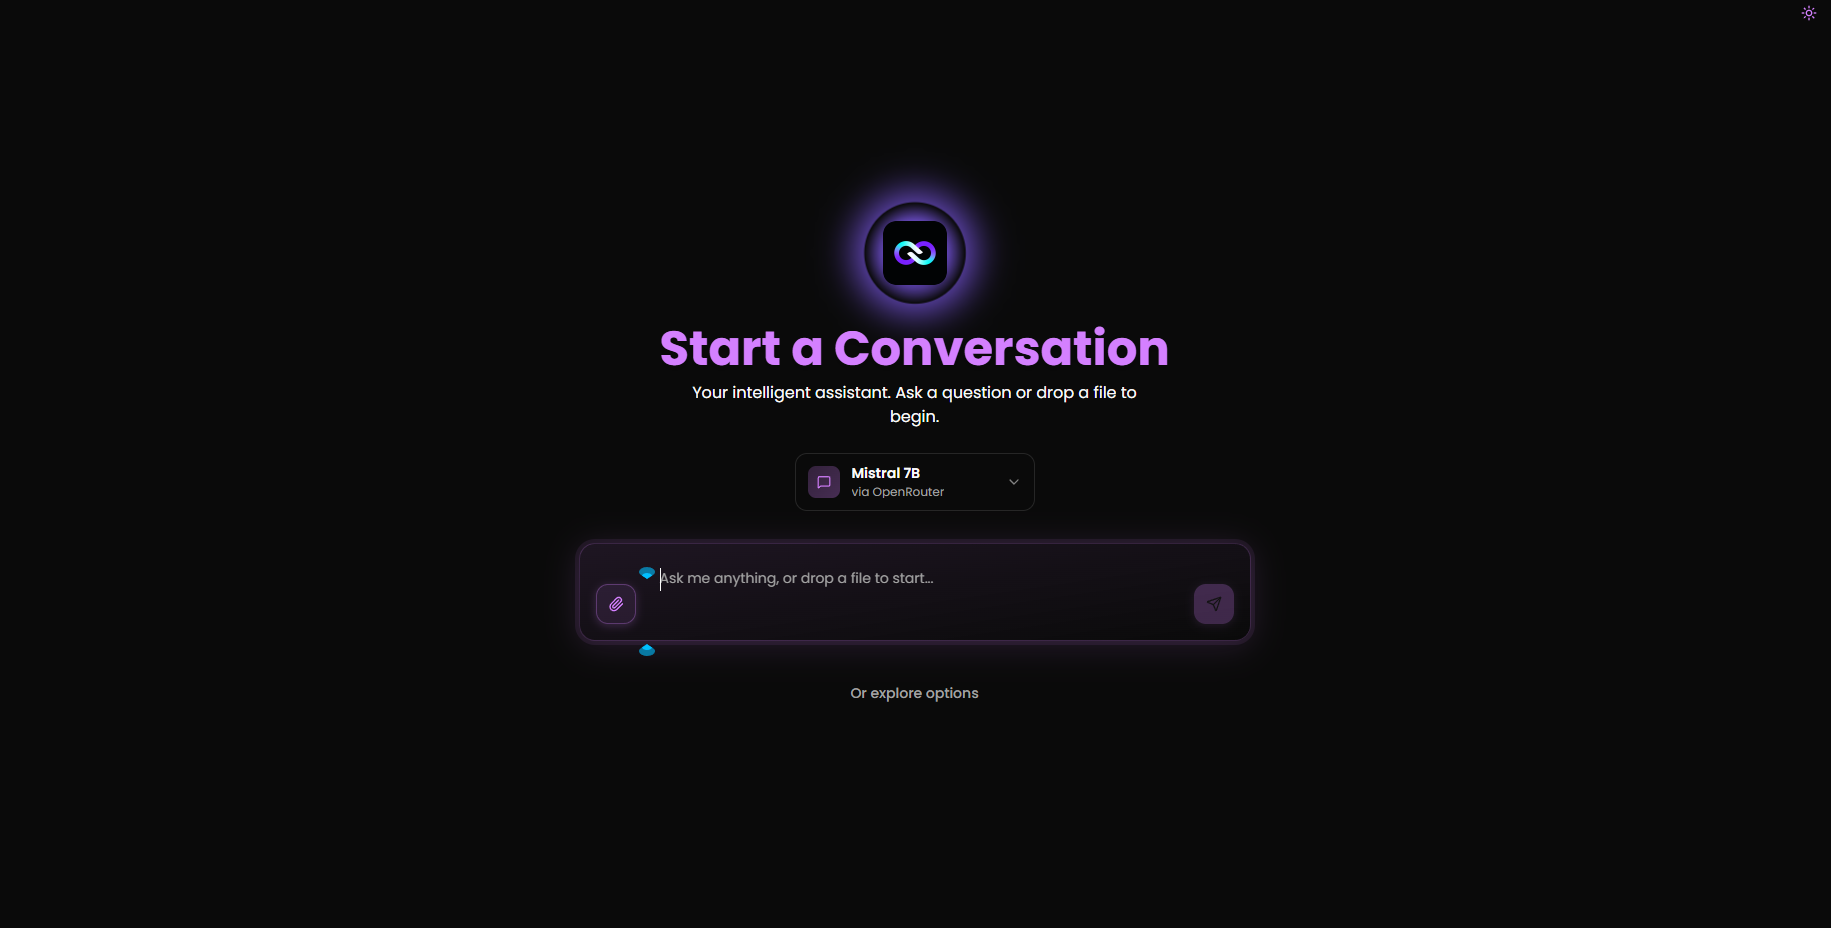 Start a Conversation
Your intelligent assistant. Ask a question or drop a file to
begin.
Mistral 7B
via OpenRouter
Ask me anything, or drop a file to start...
Or explore options